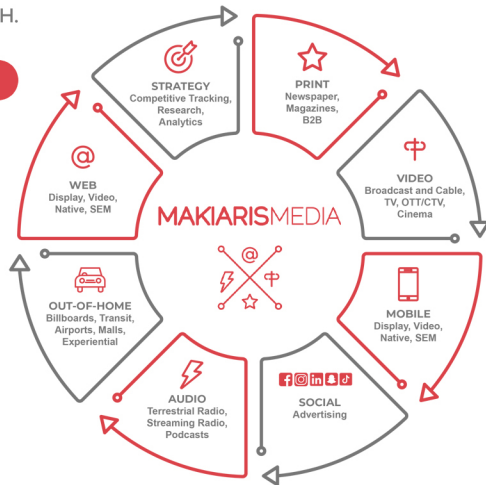 H.
STRATEGY
Competitive Tracking,
Research,
Analytics
PRINT
Newspaper,
Magazines,
B2B
VIDEO
Broadcast and Cable,
TV, OTT/CTV,
Cinema
MOBILE
Display, Video,
Native, SEM
SOCIAL
Advertising
AUDIO
Terrestrial Radio,
Streaming Radio,
Podcasts
OUT-OF-HOME
Billboards, Transit,
Airports, Malls,
Experiential
WEB
Display, Video,
Native, SEM
MAKIARISMEDIA